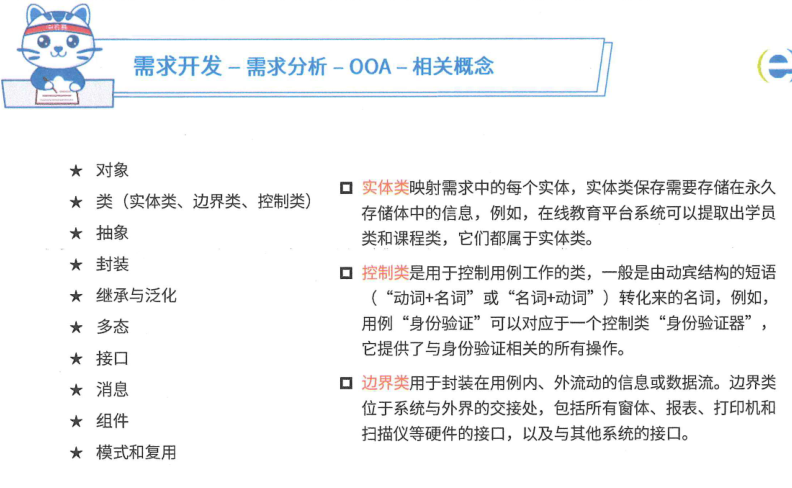 需求开发 – 需求分析 – OOA – 相关概念
★ 对象
★ 类（实体类、边界类、控制类）
★ 抽象
★ 封装
★ 继承与泛化
★ 多态
★ 接口
★ 消息
★ 组件
★ 模式和复用
实体类映射需求中的每个实体，实体类保存需要存储在永久
存储体中的信息，例如，在线教育平台系统可以提取出学员
类和课程类，它们都属于实体类。
控制类是用于控制用例工作的类，一般是由动宾结构的短语
（“动词+名词”或“名词+动词”）转化来的名词，例如，
用例“身份验证”可以对应于一个控制类“身份验证器”，
它提供了与身份验证相关的所有操作。
边界类用于封装在用例内、外流动的信息或数据流。边界类
位于系统与外界的交接处，包括所有窗体、报表、打印机和
扫描仪等硬件的接口，以及与其他系统的接口。